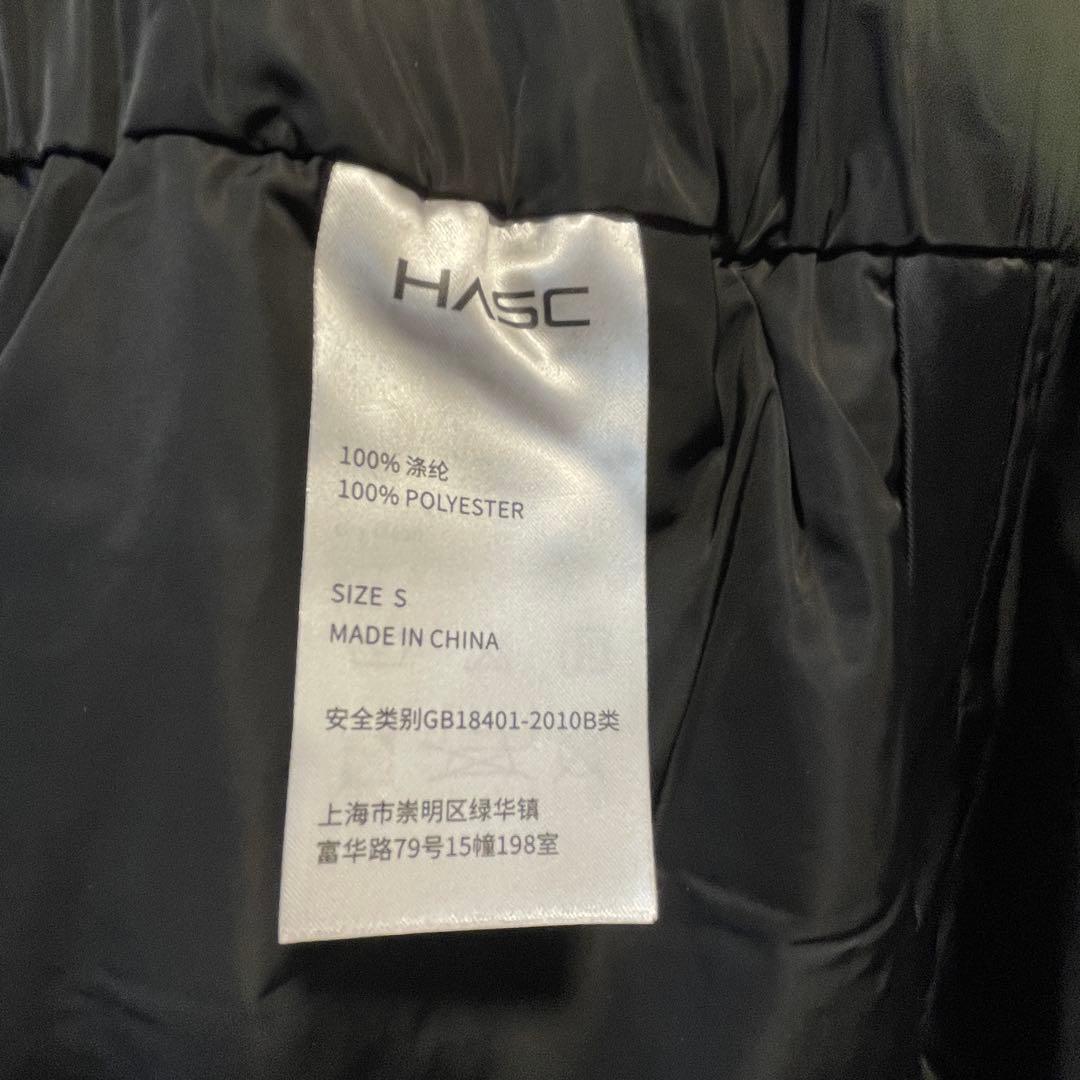 HASC
100% 涤纶
100% POLYESTER
SIZE S
MADE IN CHINA
安全类别GB18401-2010B类
上海市崇明区绿华镇
富华路79号15幢198室